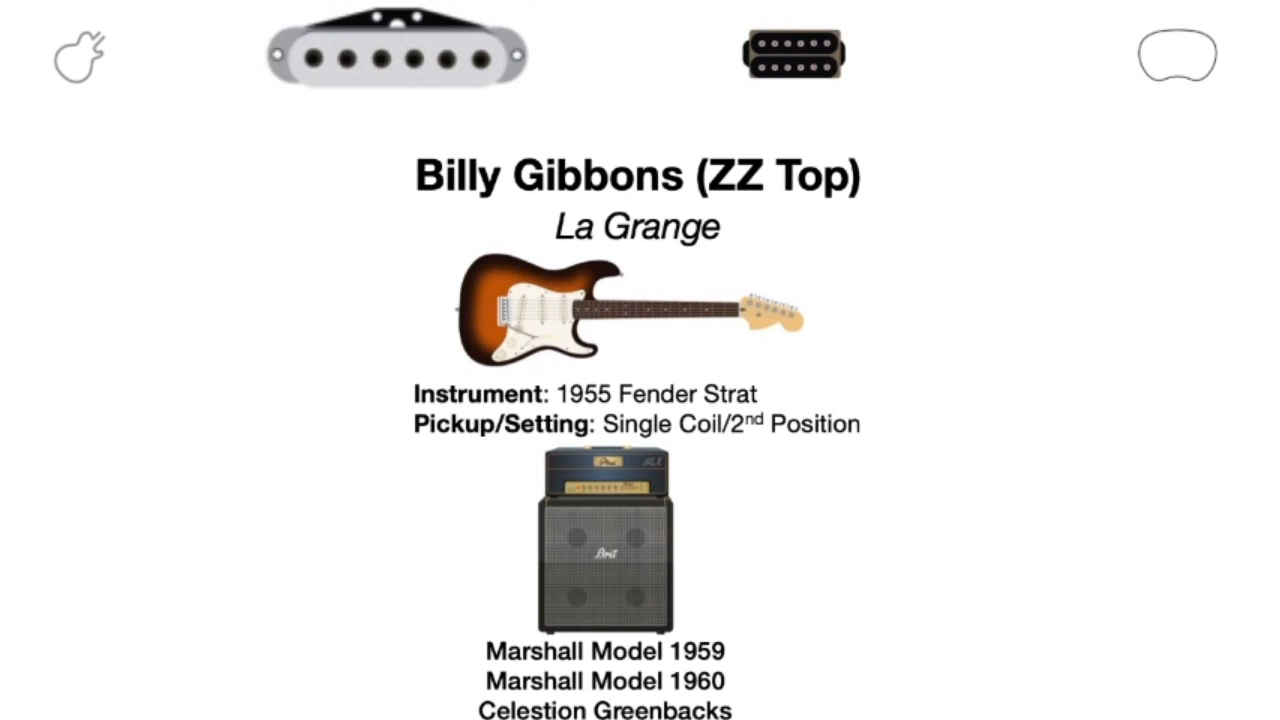 Billy Gibbons (ZZ Top)
La Grange
Instrument: 1955 Fender Strat
Pickup/Setting: Single Coil/2nd Position
Brit
Marshall Model 1959
Marshall Model 1960
Celestion Greenbacks